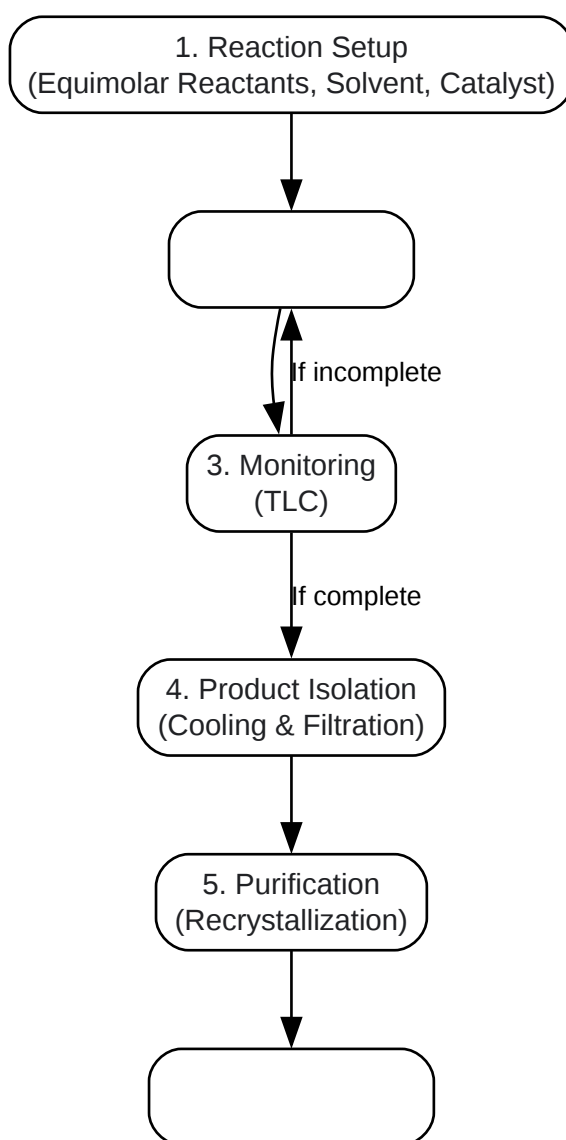 1. Reaction Setup
(Equimolar Reactants, Solvent, Catalyst)
If incomplete
3. Monitoring
(TLC)
If complete
4. Product Isolation
(Cooling & Filtration)
5. Purification
(Recrystallization)